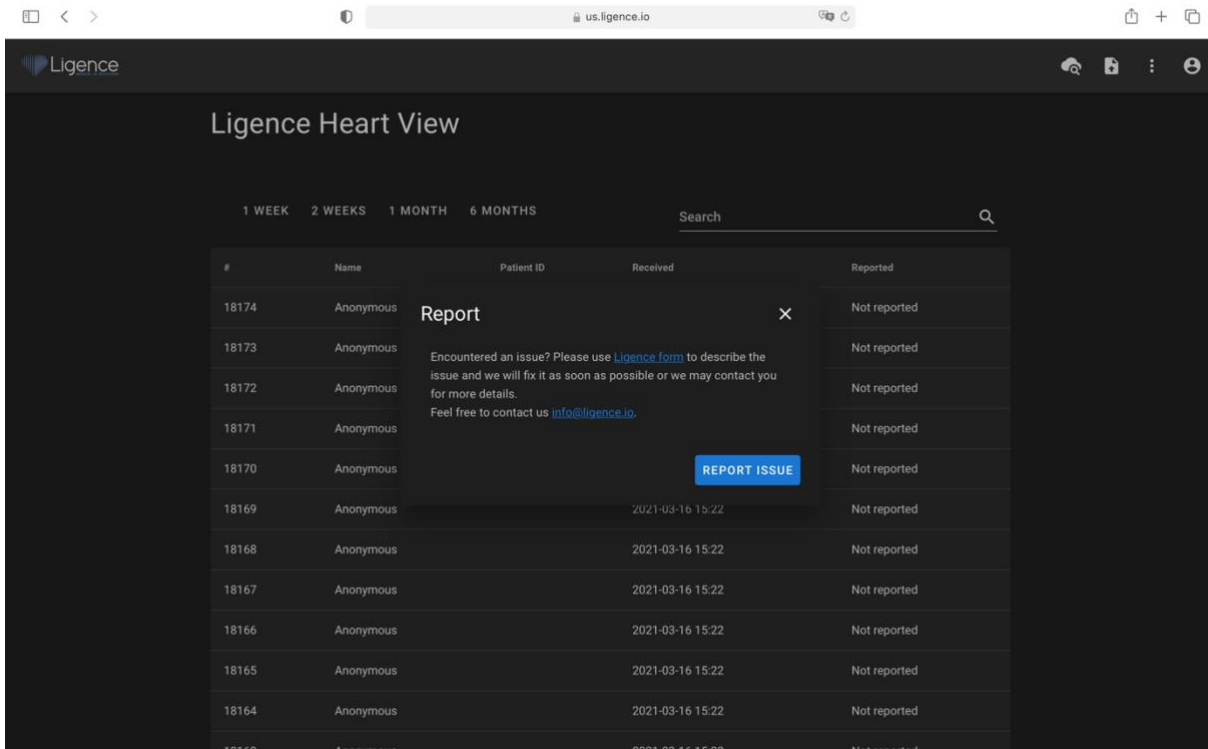 us.ligence.io
Ligence
Ligence Heart View
1 WEEK 2 WEEKS 1 MONTH 6 MONTHS Search
# Name Patient ID Received Reported
18174 Anonymous Not reported
18173 Anonymous Not reported
18172 Anonymous Not reported
18171 Anonymous Not reported
18170 Anonymous Not reported
Report
Encountered an issue? Please use Ligence form to describe the
issue and we will fix it as soon as possible or we may contact you
for more details.
Feel free to contact us info@ligence.io.
REPORT ISSUE
18169 Anonymous 2021-03-16 15:22 Not reported
18168 Anonymous 2021-03-16 15:22 Not reported
18167 Anonymous 2021-03-16 15:22 Not reported
18166 Anonymous 2021-03-16 15:22 Not reported
18165 Anonymous 2021-03-16 15:22 Not reported
18164 Anonymous 2021-03-16 15:22 Not reported